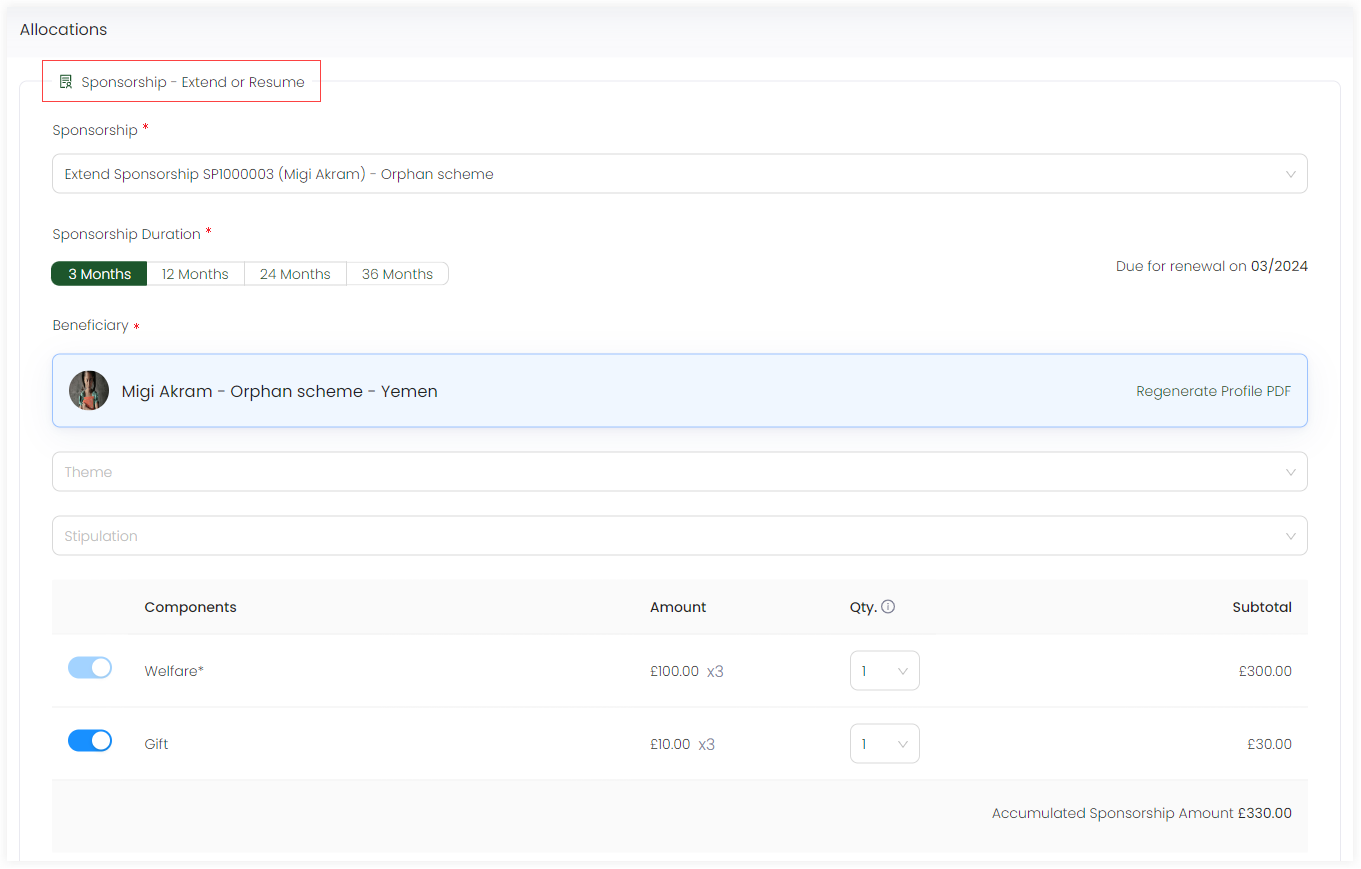 Allocations
Sponsorship - Extend or Resume
Sponsorship *
Extend Sponsorship SP1000003 (Migi Akram) - Orphan scheme
Sponsorship Duration *
3 Months 12 Months 24 Months 36 Months
Due for renewal on 03/2024
Beneficiary *
Migi Akram - Orphan scheme - Yemen Regenerate Profile PDF
Theme
Stipulation
Components Amount Qty. Subtotal
Welfare* £100.00 x3 1 £300.00
Gift £10.00 x3 1 £30.00
Accumulated Sponsorship Amount £330.00